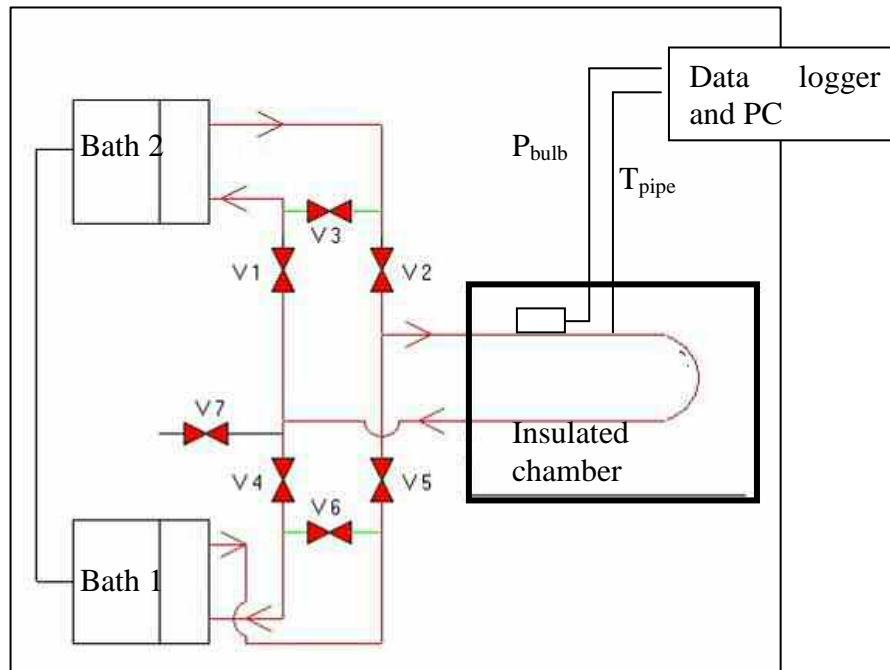 Data logger
and PC
Bath 2
P_bulb
T_pipe
V3
V1
V2
V7
Insulated
chamber
V4
V5
V6
Bath 1